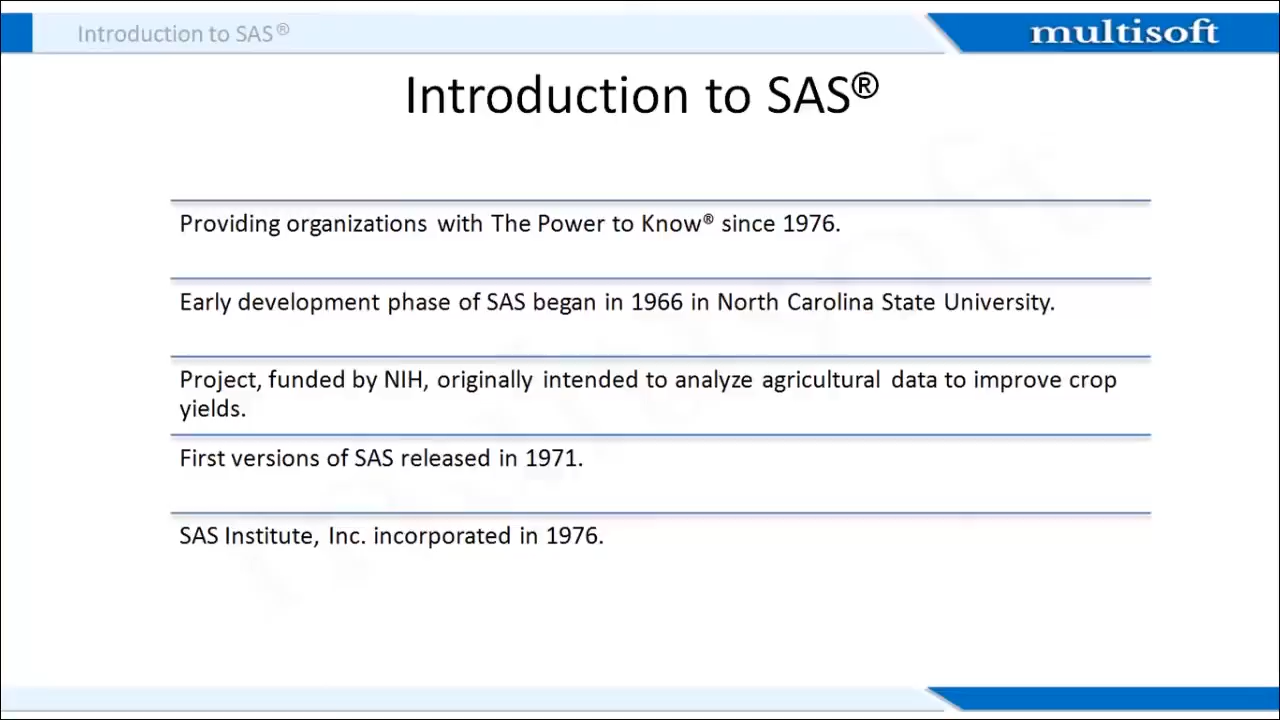 Introduction to SAS®
multisoft
Introduction to SAS®
Providing organizations with The Power to Know® since 1976.
Early development phase of SAS began in 1966 in North Carolina State University.
Project, funded by NIH, originally intended to analyze agricultural data to improve crop
yields.
First versions of SAS released in 1971.
SAS Institute, Inc. incorporated in 1976.